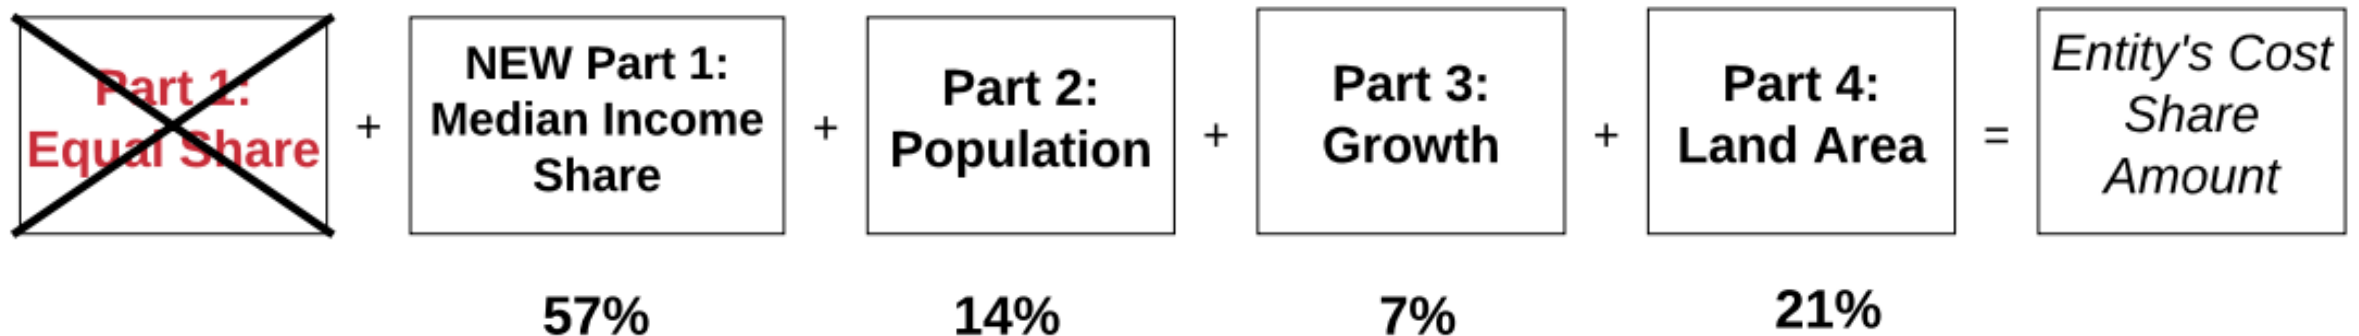 Part 1:
Equal Share
+
NEW Part 1:
Median Income
Share
+
Part 2:
Population
+
Part 3:
Growth
+
Part 4:
Land Area
=
Entity's Cost
Share
Amount
57%
14%
7%
21%